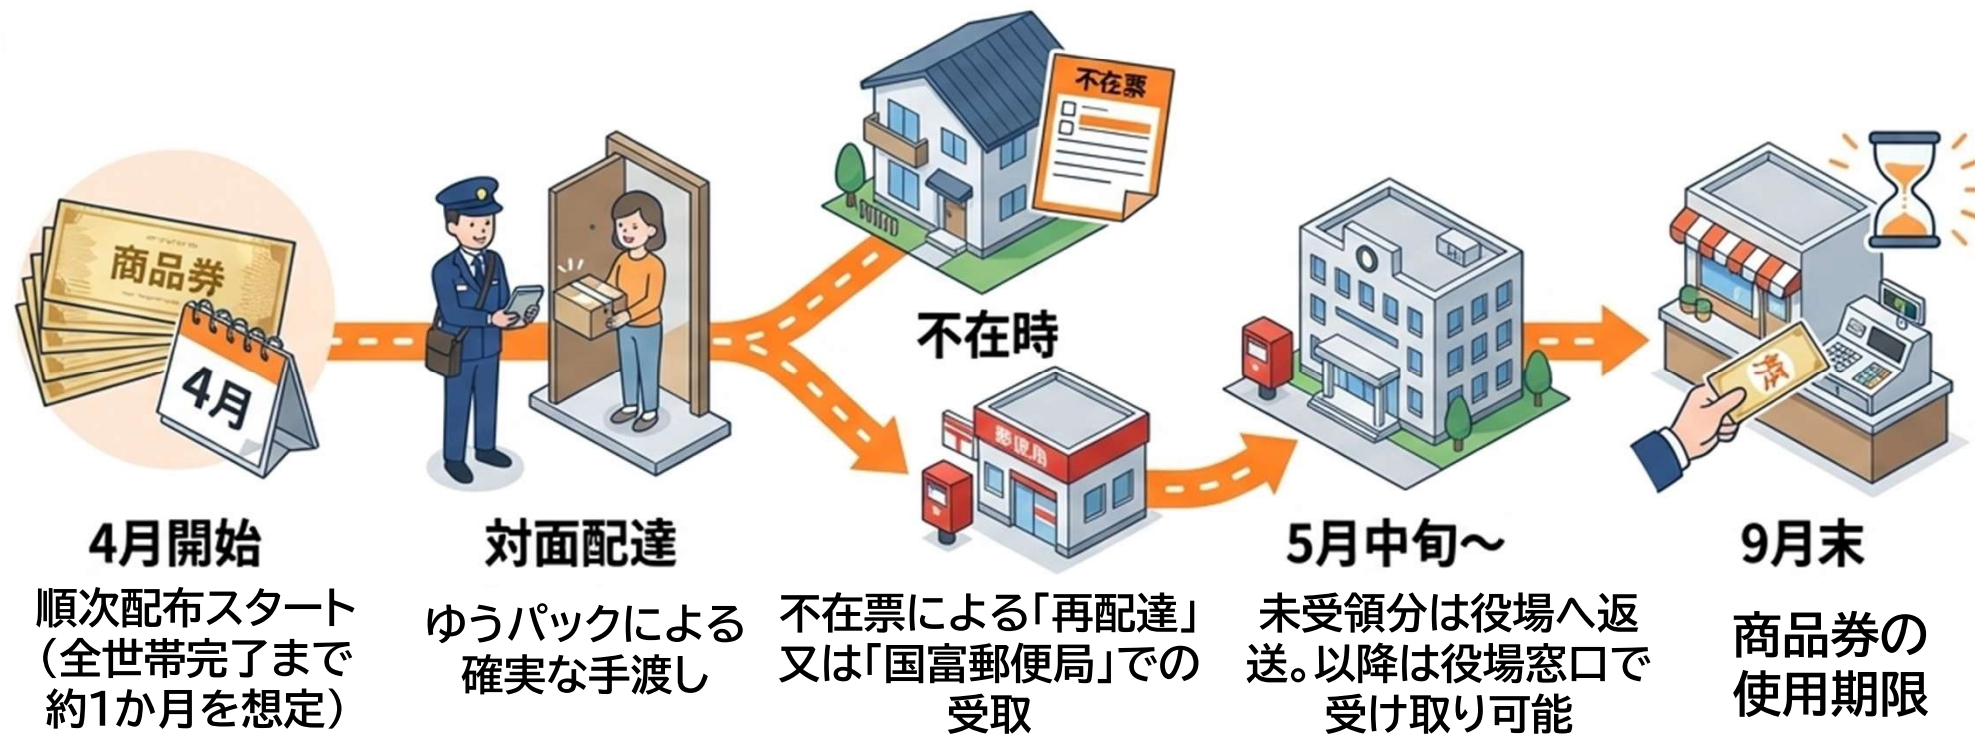 商品券
4月
4月開始
順次配布スタート
（全世帯完了まで
約1か月を想定）
対面配達
ゆうパックによる
確実な手渡し
不在票
不在時
不在票による「再配達」
又は「国富郵便局」での
受取
5月中旬～
未受領分は役場へ返
送。以降は役場窓口で
受け取り可能
9月末
商品券の
使用期限